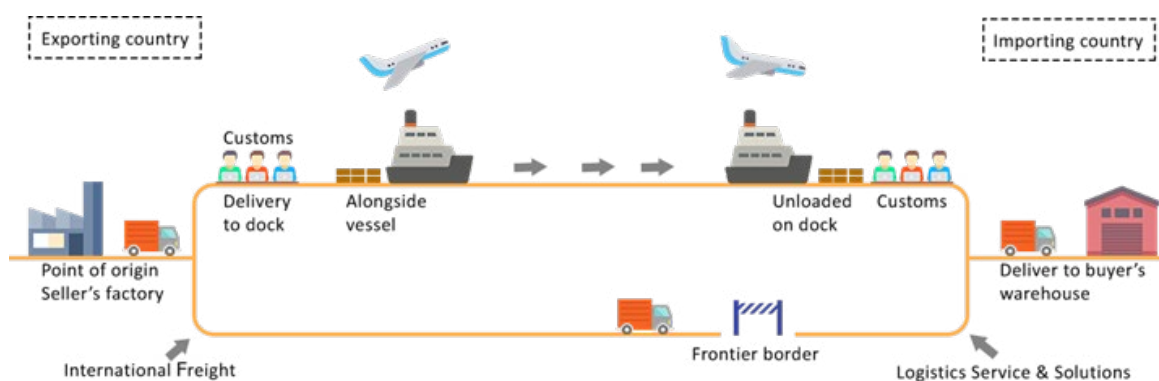 Exporting country
Importing country
Customs
Delivery
to dock
Alongside
vessel
Unloaded
on dock
Customs
Point of origin
Seller's factory
Deliver to buyer's
warehouse
Frontier border
International Freight
Logistics Service & Solutions